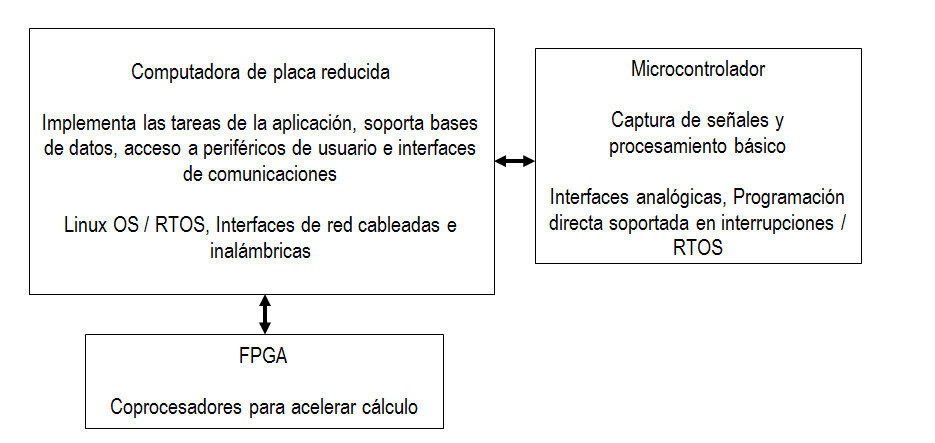 Computadora de placa reducida
Implementa las tareas de la aplicación, soporta bases
de datos, acceso a periféricos de usuario e interfaces
de comunicaciones
Linux OS / RTOS, Interfaces de red cableadas e
inalámbricas
Microcontrolador
Captura de señales y
procesamiento básico
Interfaces analógicas, Programación
directa soportada en interrupciones /
RTOS
FPGA
Coprocesadores para acelerar cálculo